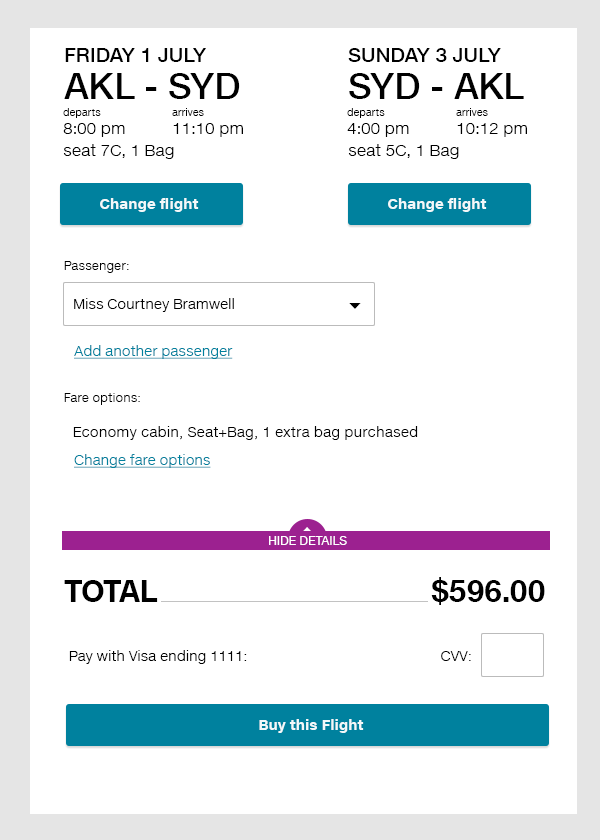 FRIDAY 1 JULY
AKL - SYD
departs arrives
8:00 pm 11:10 pm
seat 7C, 1 Bag
Change flight
SUNDAY 3 JULY
SYD - AKL
departs arrives
4:00 pm 10:12 pm
seat 5C, 1 Bag
Change flight
Passenger:
Miss Courtney Bramwell
Add another passenger
Fare options:
Economy cabin, Seat+Bag, 1 extra bag purchased
Change fare options
HIDE DETAILS
TOTAL $596.00
Pay with Visa ending 1111: CVV:
Buy this Flight